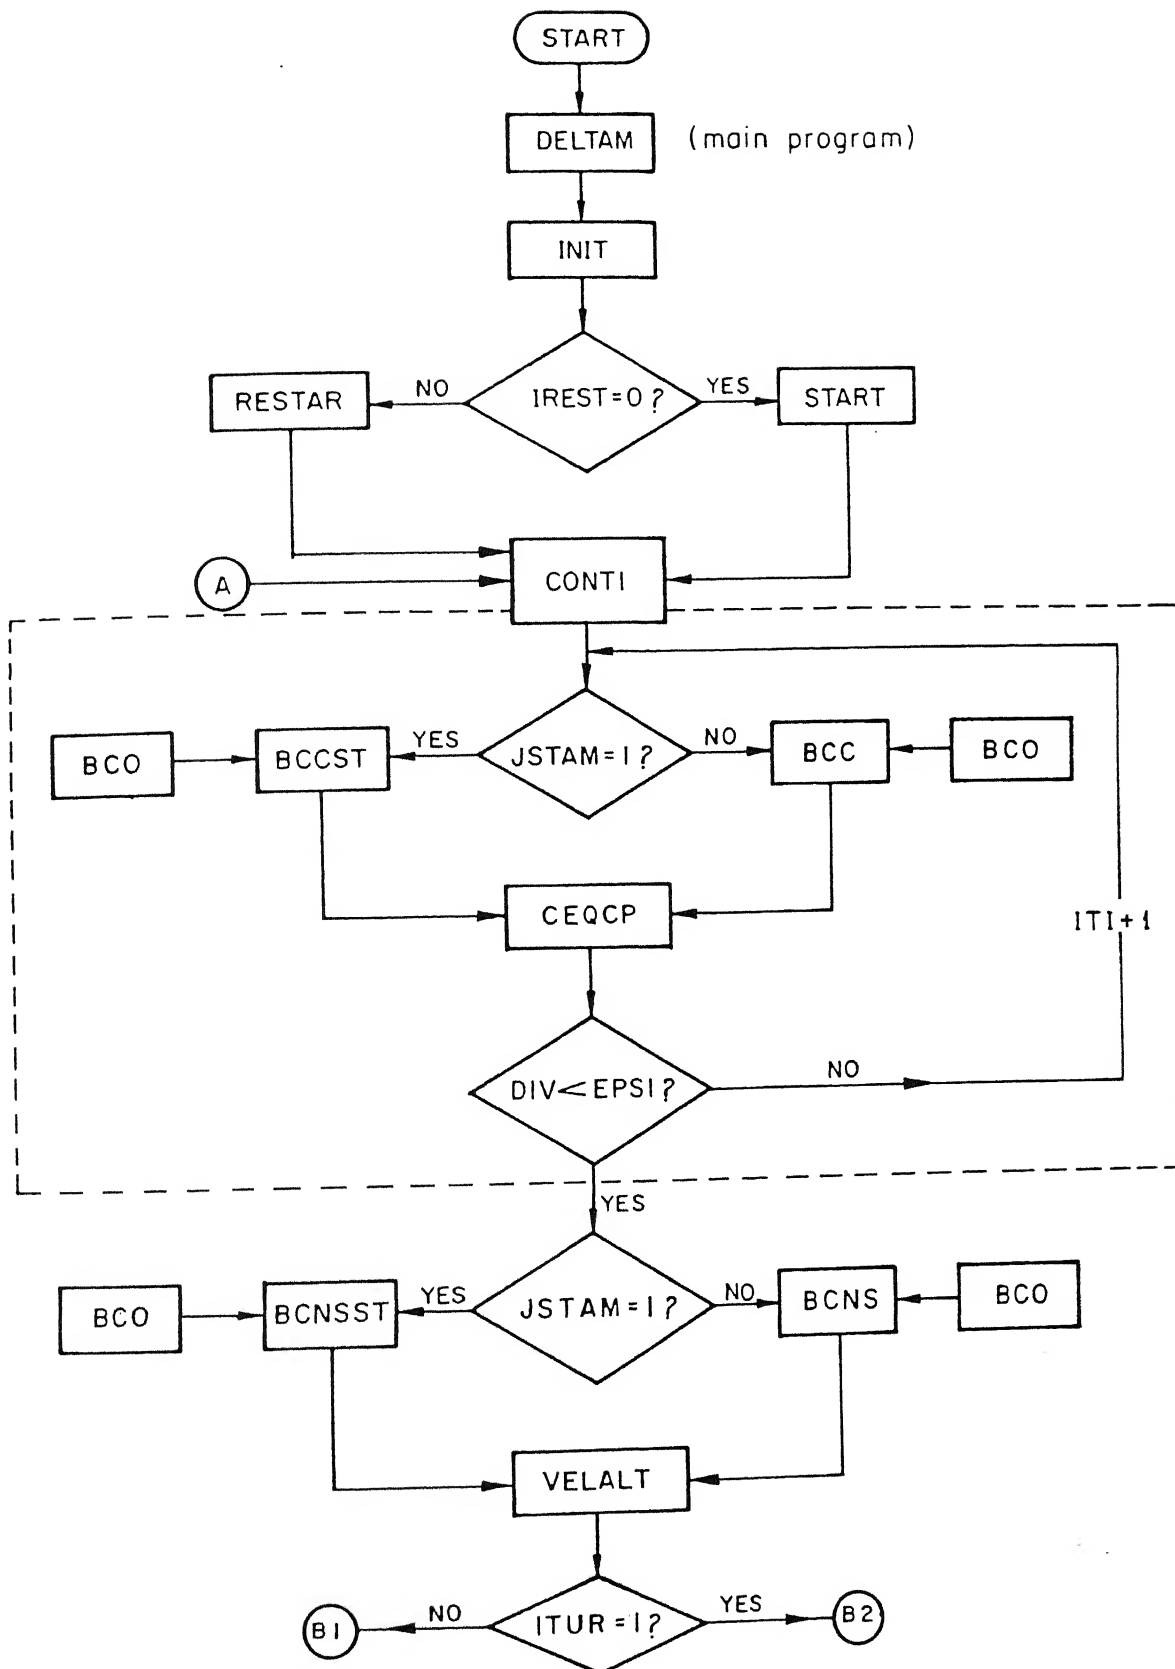 START
DELTAM (main program)
INIT
RESTAR
NO
IREST=0?
YES
START
A
CONTI
BCO
BCCST
YES
JSTAM=1?
NO
BCC
BCO
CEQCP
ITI+1
DIV<EPSI?
NO
YES
BCO
BCNSST
YES
JSTAM=1?
NO
BCNS
BCO
VELALT
B1
NO
ITUR=1?
YES
B2